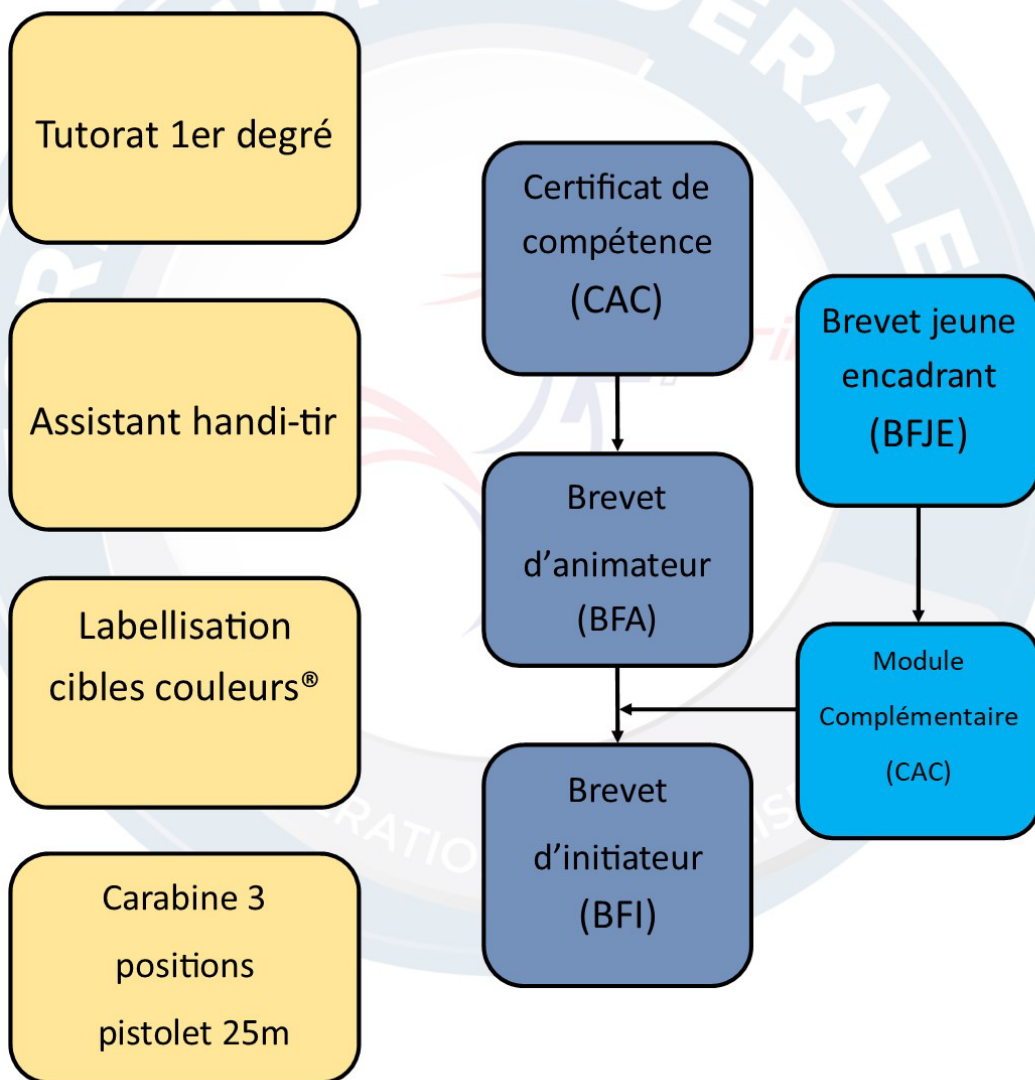 Tutorat 1er degré
Assistant handi-tir
Labellisation
cibles couleurs®
Carabine 3
positions
pistolet 25m
Certificat de
compétence
(CAC)
Brevet
d’animateur
(BFA)
Brevet
d’initiateur
(BFI)
Brevet jeune
encadrant
(BFJE)
Module
Complémentaire
(CAC)